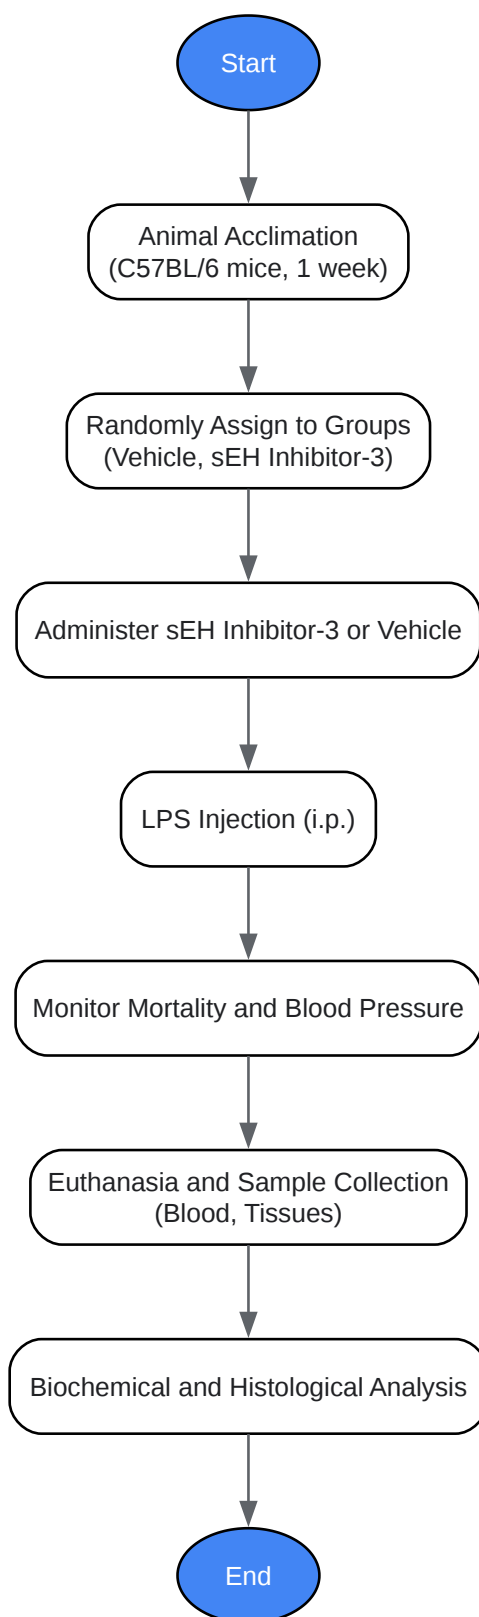 Start
Animal Acclimation
(C57BL/6 mice, 1 week)
Randomly Assign to Groups
(Vehicle, sEH Inhibitor-3)
Administer sEH Inhibitor-3 or Vehicle
LPS Injection (i.p.)
Monitor Mortality and Blood Pressure
Euthanasia and Sample Collection
(Blood, Tissues)
Biochemical and Histological Analysis
End